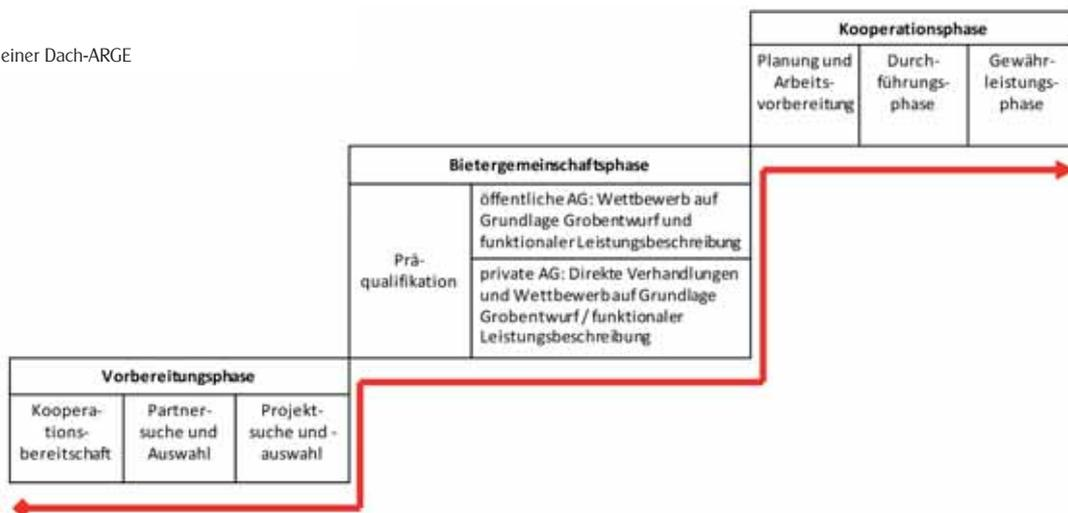 einer Dach-ARGE
Kooperationsphase
Planung und
Arbeits-
vorbereitung
Durch-
führungs-
phase
Gewähr-
leistungs-
phase
Bietergemeinschaftsphase
Prä-
qualifikation
öffentliche AG: Wettbewerb auf
Grundlage Grobentwurf und
funktionaler Leistungsbeschreibung
private AG: Direkte Verhandlungen
und Wettbewerbauf Grundlage
Grobentwurf / funktionaler
Leistungsbeschreibung
Vorbereitungsphase
Koopera-
tions-
bereitschaft
Partner-
suche und
Auswahl
Projekt-
suche und -
auswahl